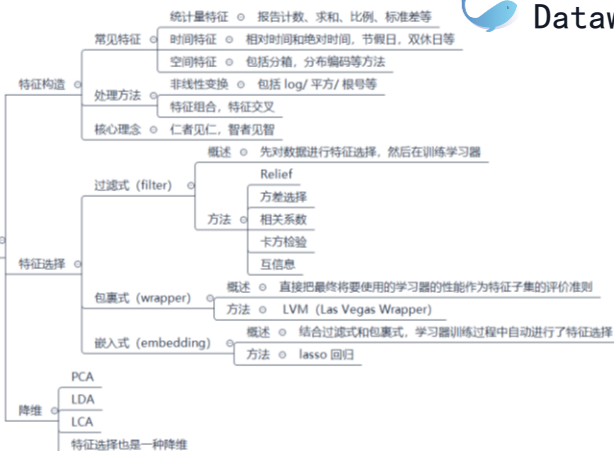 Dataw
统计量特征 报告计数、求和、比例、标准差等
常见特征 时间特征 相对时间和绝对时间，节假日，双休日等
空间特征 包括分箱，分布编码等方法
特征构造 处理方法 非线性变换 包括 log/ 平方/ 根号等
特征组合，特征交叉
核心理念 仁者见仁，智者见智
概述 先对数据进行特征选择，然后在训练学习器
过滤式（filter） Relief
方差选择
方法 相关系数
卡方检验
互信息
特征选择
包裹式（wrapper） 概述 直接把最终将要使用的学习器的性能作为特征子集的评价准则
方法 LVM（Las Vegas Wrapper）
嵌入式（embedding） 概述 结合过滤式和包裹式，学习器训练过程中自动进行了特征选择
方法 lasso 回归
PCA
降维 LDA
LCA
特征选择也是一种降维